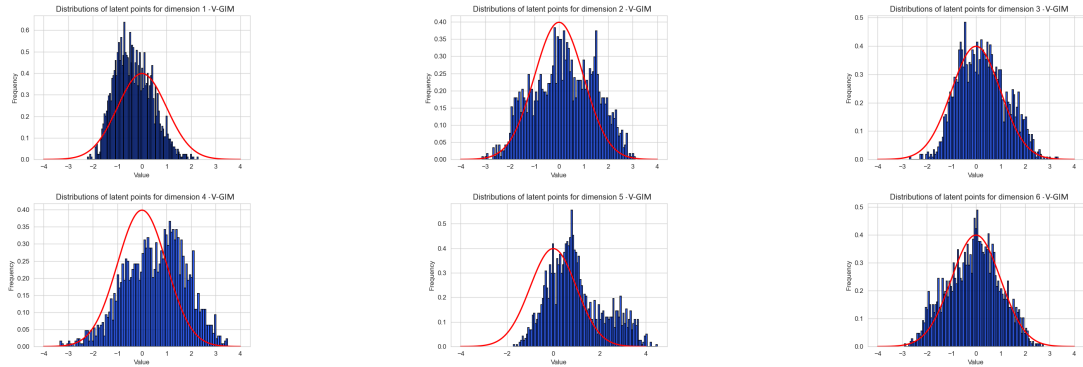 Distributions of latent points for dimension 1 -V-GIM
Frequency
0.6
0.5
0.4
0.3
0.2
0.1
0.0
−4 −3 −2 −1 0 1 2 3 4
Value
Distributions of latent points for dimension 2 -V-GIM
Frequency
0.40
0.35
0.30
0.25
0.20
0.15
0.10
0.05
0.00
−4 −3 −2 −1 0 1 2 3 4
Value
Distributions of latent points for dimension 3 -V-GIM
Frequency
0.5
0.4
0.3
0.2
0.1
0.0
−4 −3 −2 −1 0 1 2 3 4
Value
Distributions of latent points for dimension 4 -V-GIM
Frequency
0.40
0.35
0.30
0.25
0.20
0.15
0.10
0.05
0.00
−4 −3 −2 −1 0 1 2 3 4
Value
Distributions of latent points for dimension 5 -V-GIM
Frequency
0.5
0.4
0.3
0.2
0.1
0.0
−4 −2 0 2 4
Value
Distributions of latent points for dimension 6 -V-GIM
Frequency
0.5
0.4
0.3
0.2
0.1
0.0
−4 −3 −2 −1 0 1 2 3 4
Value